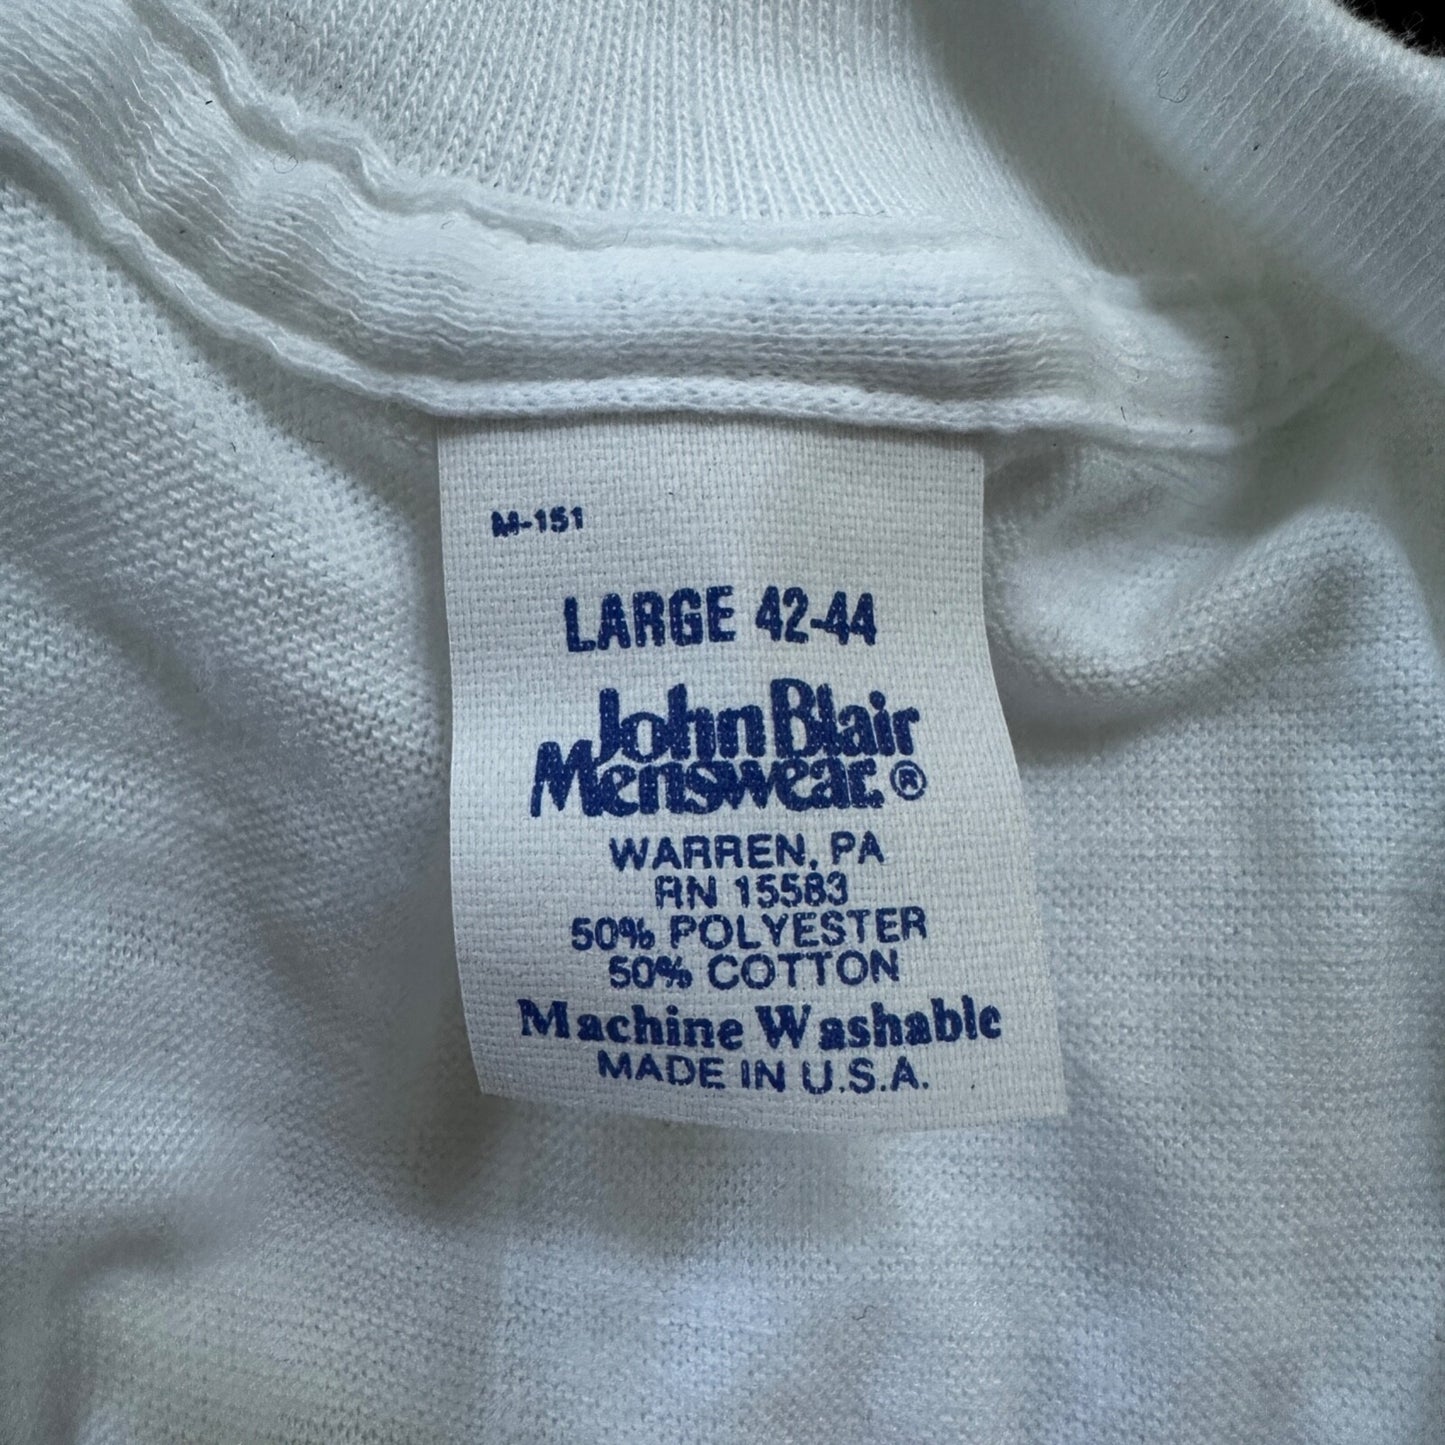 M-151
LARGE 42-44
John Blair
Menswear. ®
WARREN, PA
RN 15583
50% POLYESTER
50% COTTON
Machine Washable
MADE IN U.S.A.